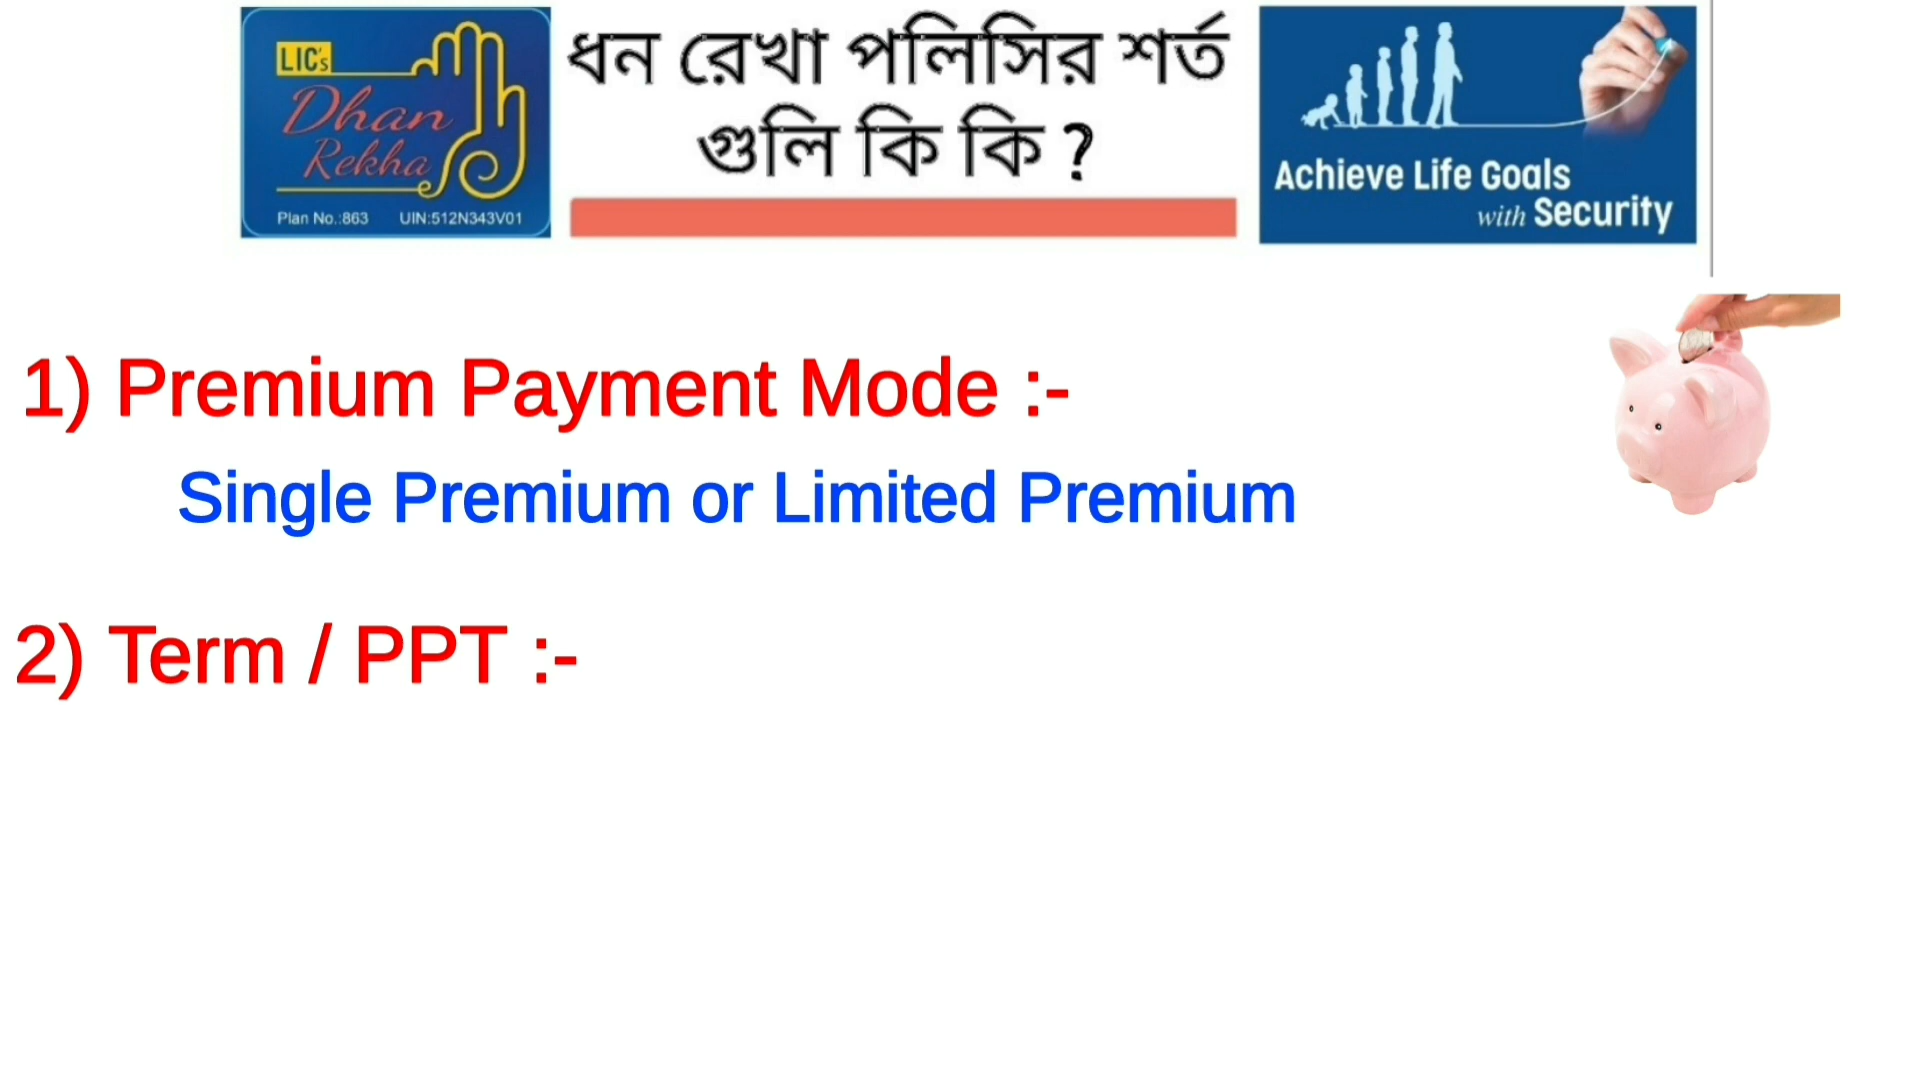 LIC's
Dhan
Rekha
Plan No.:863 UIN:512N343V01
ধন রেখা পলিসির শর্ত
গুলি কি কি ?
Achieve Life Goals
with Security
1) Premium Payment Mode :-
Single Premium or Limited Premium
2) Term / PPT :-